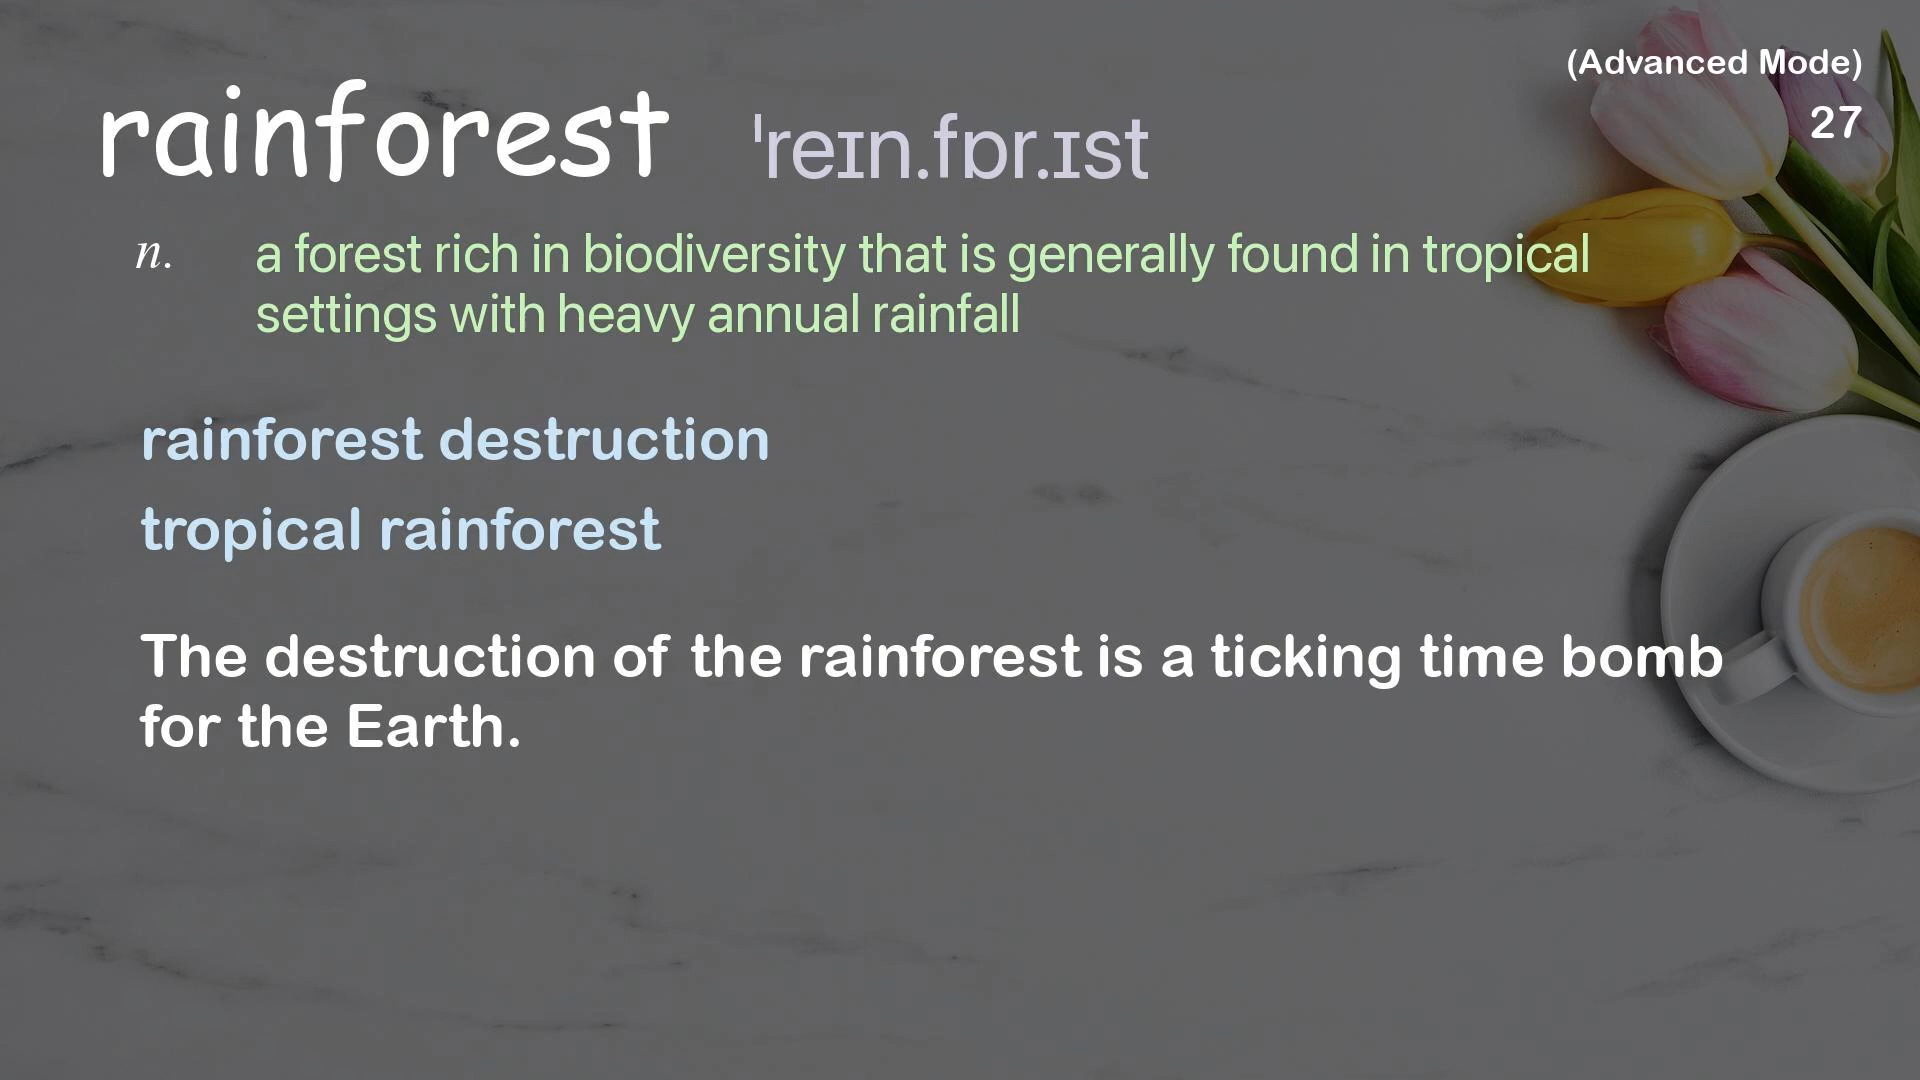 (Advanced Mode)
27
rainforest ˈreɪn.fɒr.ɪst
n. a forest rich in biodiversity that is generally found in tropical
settings with heavy annual rainfall
rainforest destruction
tropical rainforest
The destruction of the rainforest is a ticking time bomb
for the Earth.